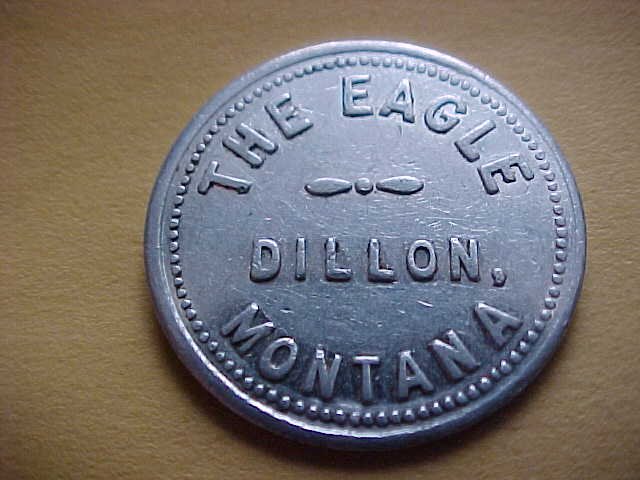 THE EAGLE
DILLON,
MONTANA